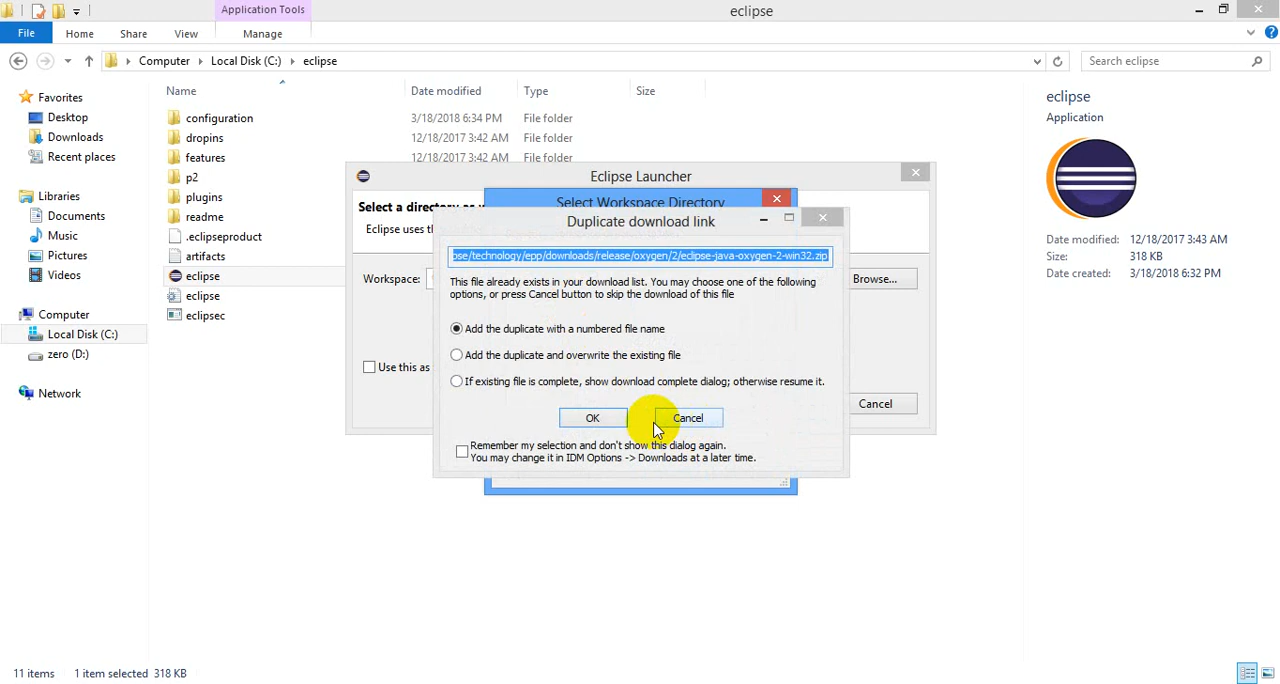 Application Tools
eclipse
File
Home
Share
View
Manage
Computer
Local Disk (C:)
eclipse
Search eclipse
Favorites
Desktop
Downloads
Recent places
Libraries
Documents
Music
Pictures
Videos
Computer
Local Disk (C:)
zero (D:)
Network
Name
Date modified
Type
Size
configuration
3/18/2018 6:34 PM
File folder
dropins
12/18/2017 3:42 AM
File folder
features
12/18/2017 3:42 AM
File folder
p2
plugins
readme
.eclipseproduct
artifacts
eclipse
eclipse
eclipsec
Eclipse Launcher
Select a directory as
Eclipse uses
Workspace:
Browse...
Use this as
Cancel
Select Workspace Directory
Duplicate download link
/technology/epp/downloads/release/oxygen/2/eclipse-java-oxygen-2-win32.zip
This file already exists in your download list. You may choose one of the following
options, or press Cancel button to skip the download of this file
Add the duplicate with a numbered file name
Add the duplicate and overwrite the existing file
If existing file is complete, show download complete dialog; otherwise resume it.
OK
Cancel
Remember my selection and don't show this dialog again.
You may change it in IDM Options -> Downloads at a later time.
eclipse
Application
Date modified: 12/18/2017 3:43 AM
Size: 318 KB
Date created: 3/18/2018 6:32 PM
11 items
1 item selected 318 KB